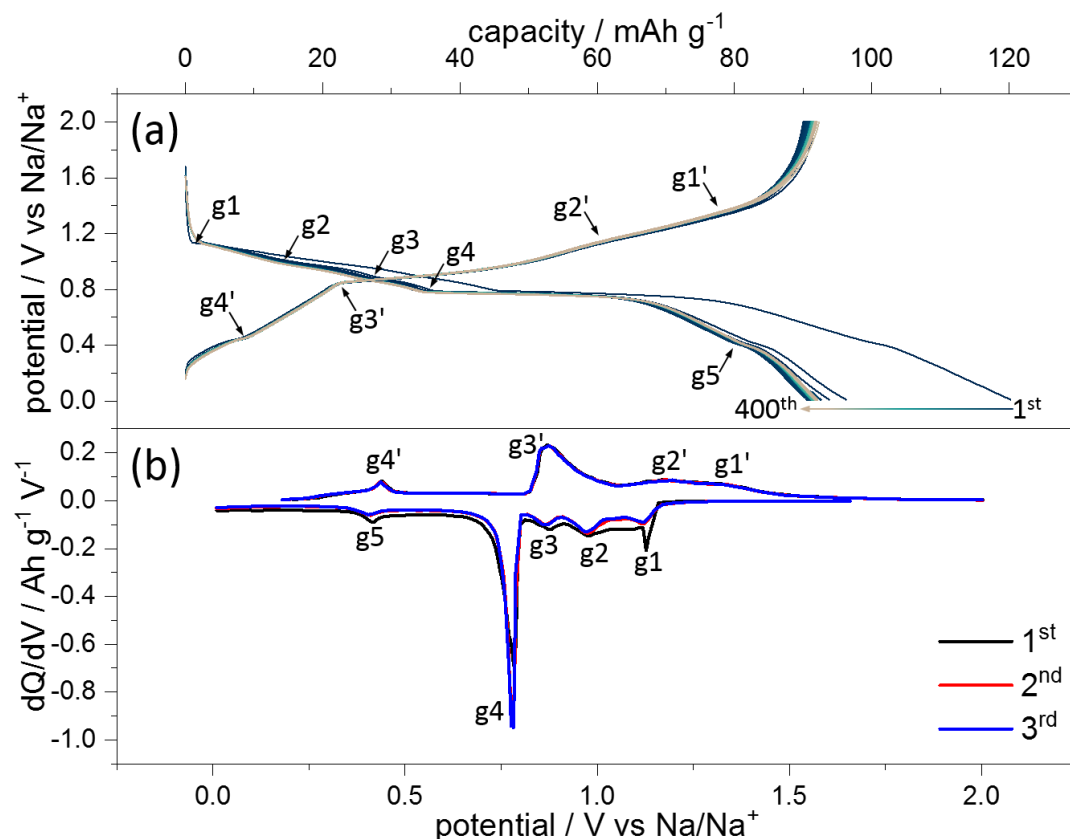 capacity / mAh g⁻¹
0 20 40 60 80 100 120
(a)
potential / V vs Na/Na⁺
2.0
1.6
1.2
0.8
0.4
0.0
g1
g2
g3
g4
g5
g1'
g2'
g3'
g4'
400ᵗʰ
1ˢᵗ
(b)
dQ/dV / Ah g⁻¹ V⁻¹
0.2
0.0
-0.2
-0.4
-0.6
-0.8
-1.0
g4'
g3'
g2'
g1'
g5
g3
g2
g1
g4
1ˢᵗ
2ⁿᵈ
3ʳᵈ
0.0 0.5 1.0 1.5 2.0
potential / V vs Na/Na⁺